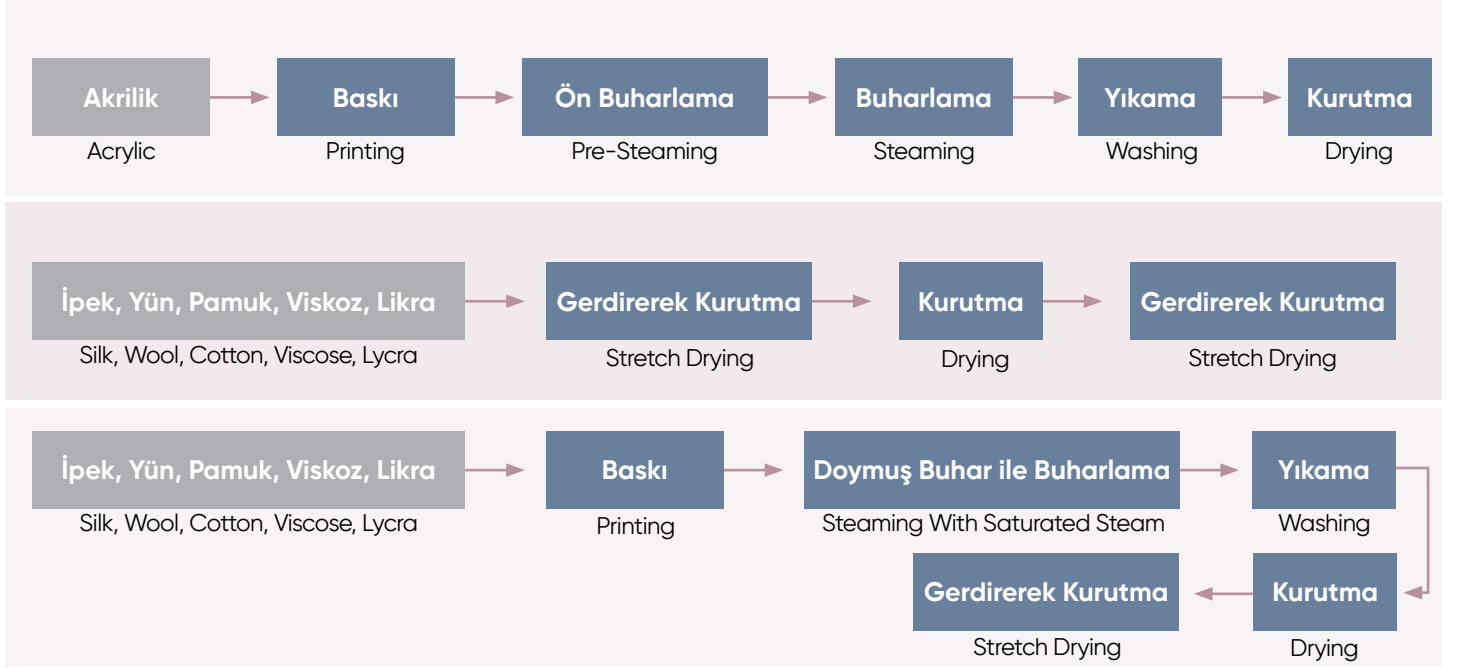 Akrilik
Acrylic
Baskı
Printing
Ön Buharlama
Pre-Steaming
Buharlama
Steaming
Yıkama
Washing
Kurutma
Drying
İpek, Yün, Pamuk, Viskoz, Likra
Silk, Wool, Cotton, Viscose, Lycra
Gerdirerek Kurutma
Stretch Drying
Kurutma
Drying
Gerdirerek Kurutma
Stretch Drying
İpek, Yün, Pamuk, Viskoz, Likra
Silk, Wool, Cotton, Viscose, Lycra
Baskı
Printing
Doymuş Buhar ile Buharlama
Steaming With Saturated Steam
Yıkama
Washing
Kurutma
Drying
Gerdirerek Kurutma
Stretch Drying